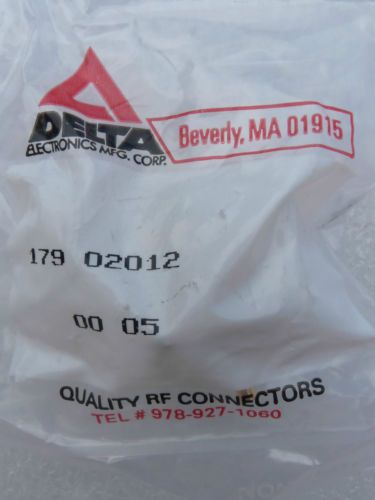 DELTA
ELECTRONICS MFG. CORP.
Beverly, MA 01915
179 02012
00 05
QUALITY RF CONNECTORS
TEL # 978-927-1060